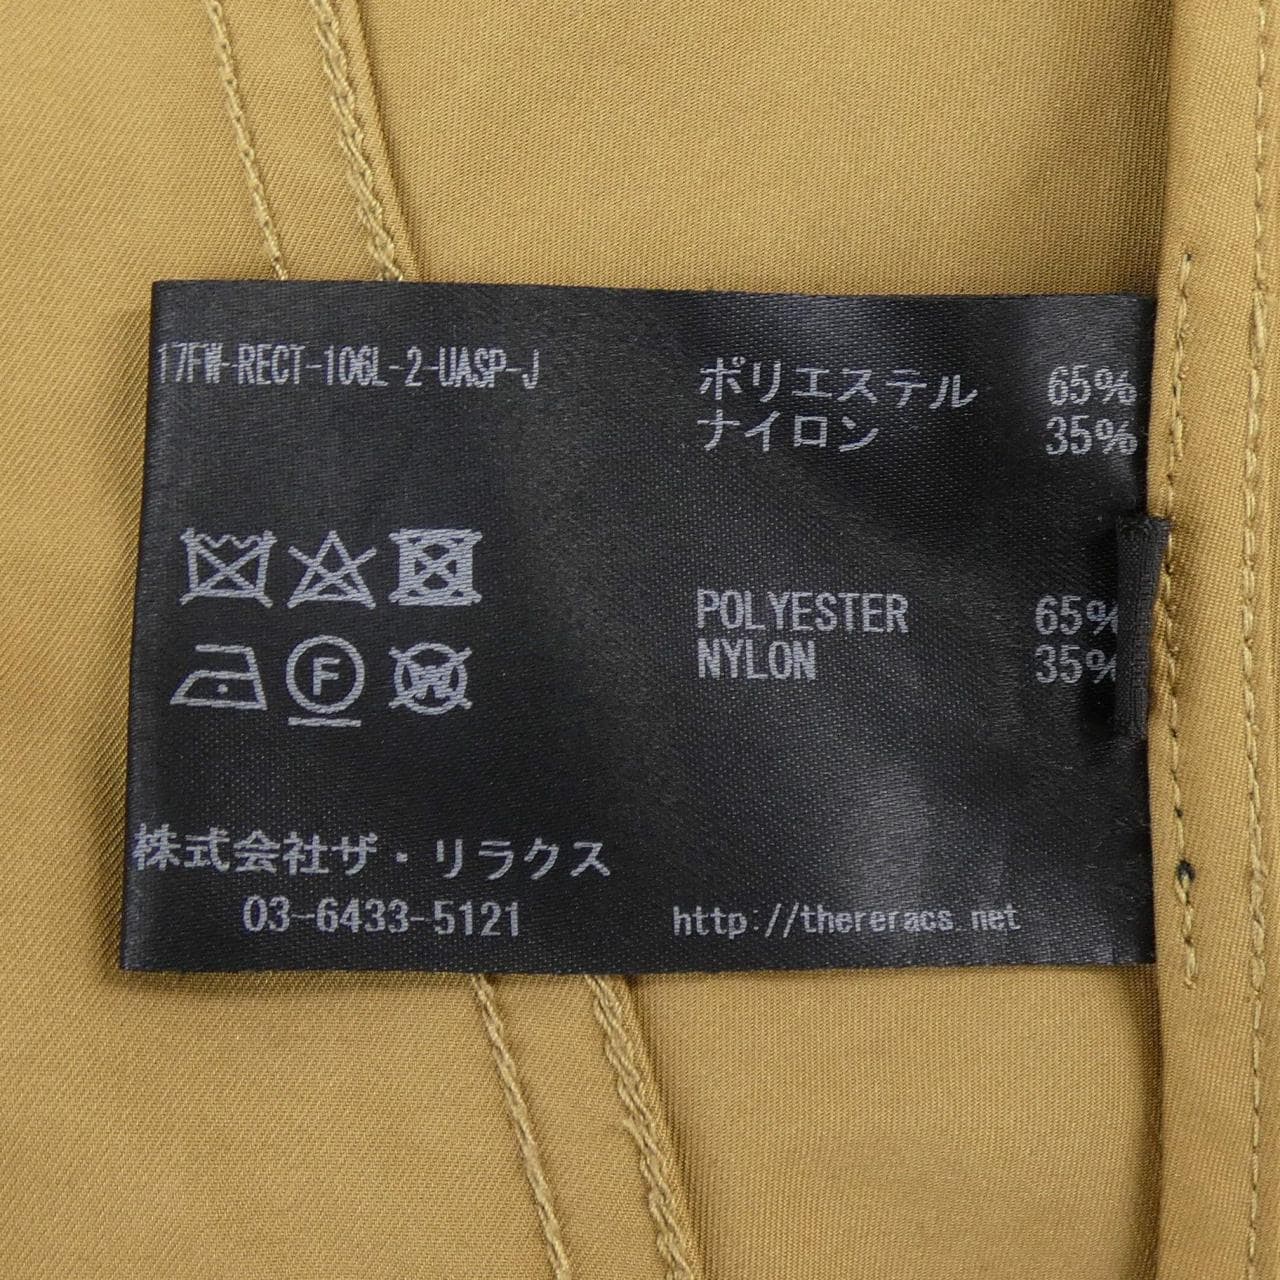 17FW-RECT-106L-2-UASP-J
ポリエステル 65%
ナイロン 35%
POLYESTER 65%
NYLON 35%
F
W
株式会社ザ・リラクス
03-6433-5121
http://thereracs.net